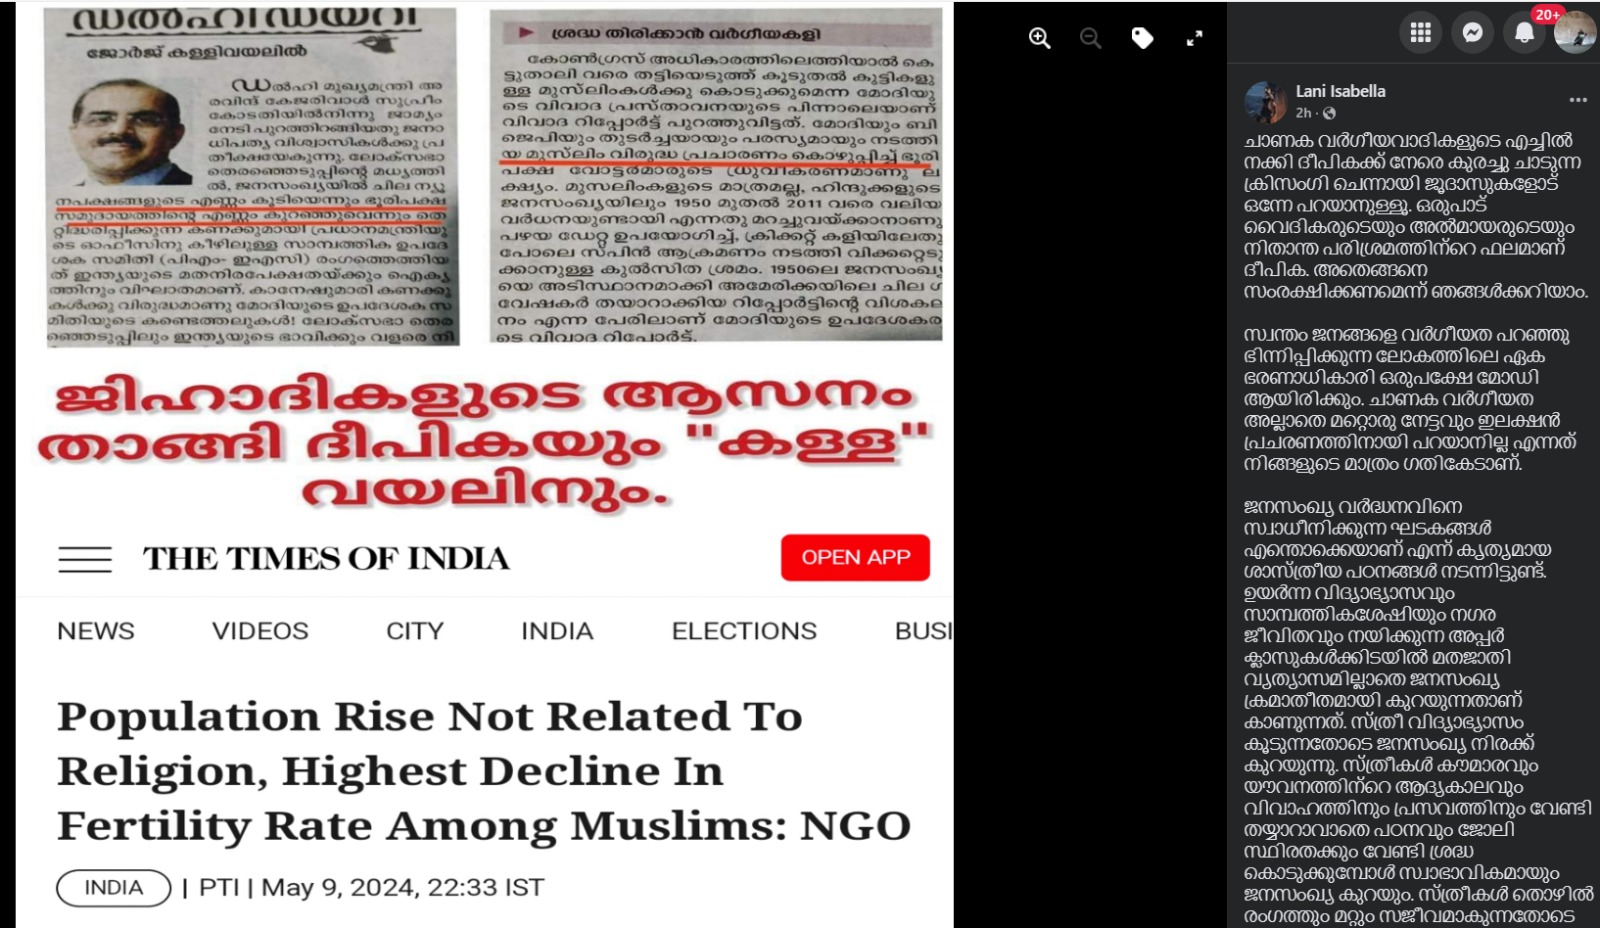 ഡൽഹിഡയറി
ജോർജ് കള്ളിവയലിൽ
ഡൽഹി മുഖ്യമന്ത്രി അ
രവിന്ദ് കേജരിവാൾ സുപ്രീം
കോടതിയിൽനിന്നു ജാമ്യം
നേടി പുറത്തിറങ്ങിയതു ജനാ
ധിപത്യ വിശ്വാസികൾക്കു പ്ര
തീക്ഷയേകുന്നു. ലോക്സഭാ
തെരഞ്ഞെടുപ്പിന്റെ മധ്യത്തി
ൽ, ജനസംഖ്യയിൽ ചില ന്യൂ
നപക്ഷങ്ങളുടെ എണ്ണം കൂടിയെന്നും ഭൂരിപക്ഷ
സമുദായത്തിന്റെ എണ്ണം കുറഞ്ഞുവെന്നും തെ
റ്റിദ്ധരിപ്പിക്കുന്ന കണക്കുമായി പ്രധാനമന്ത്രിയു
ടെ ഓഫീസിനു കീഴിലുള്ള സാമ്പത്തിക ഉപദേ
ശക സമിതി (പിഎം- ഇഎസി) രംഗത്തെത്തിയ
ത് ഇന്ത്യയുടെ മതനിരപേക്ഷതയ്ക്കും ഐക്യ
ത്തിനും വിഘാതമാണ്. കാനേഷുമാരി കണക്കു
കൾക്കു വിരുദ്ധമാണു മോദിയുടെ ഉപദേശക സ
മിതിയുടെ കണ്ടെത്തലുകൾ! ലോക്സഭാ തെര
ഞ്ഞെടുപ്പിലും ഇന്ത്യയുടെ ഭാവിക്കും വളരെ നി
ശ്രദ്ധ തിരിക്കാൻ വർഗീയകളി
കോൺഗ്രസ് അധികാരത്തിലെത്തിയാൽ കെ
ട്ടുതാലി വരെ തട്ടിയെടുത്ത് കൂടുതൽ കുട്ടികളു
ള്ള മുസ്‌ലിംകൾക്കു കൊടുക്കുമെന്ന മോദിയു
ടെ വിവാദ പ്രസ്താവനയുടെ പിന്നാലെയാണ്
വിവാദ റിപ്പോർട്ട് പുറത്തുവിട്ടത്. മോദിയും ബി
ജെപിയും തുടർച്ചയായും പരസ്യമായും നടത്തി
യ മുസ്‌ലിം വിരുദ്ധ പ്രചാരണം കൊഴുപ്പിച്ച് ഭൂരി
പക്ഷ വോട്ടർമാരുടെ ധ്രുവീകരണമാണു ല
ക്ഷ്യം. മുസലിംകളുടെ മാത്രമല്ല, ഹിന്ദുക്കളുടെ
ജനസംഖ്യയിലും 1950 മുതൽ 2011 വരെ വലിയ
വർധനയുണ്ടായി എന്നതു മറച്ചുവയ്ക്കാനാണു
പഴയ ഡേറ്റ ഉപയോഗിച്ച്, ക്രിക്കറ്റ് കളിയിലേതു
പോലെ സ്പിൻ ആക്രമണം നടത്തി വിക്കറ്റെടു
ക്കാനുള്ള കുൽസിത ശ്രമം. 1950ലെ ജനസംഖ്യ
യെ അടിസ്ഥാനമാക്കി അമേരിക്കയിലെ ചില ഗ
വേഷകർ തയാറാക്കിയ റിപ്പോർട്ടിന്റെ വിശകല
നം എന്ന പേരിലാണ് മോദിയുടെ ഉപദേശകരു
ടെ വിവാദ റിപ്പോർട്ട്.
ജിഹാദികളുടെ ആസനം
താങ്ങി ദീപികയും "കള്ള"
വയലിനും.
THE TIMES OF INDIA
OPEN APP
NEWS VIDEOS CITY INDIA ELECTIONS BUSI
Population Rise Not Related To
Religion, Highest Decline In
Fertility Rate Among Muslims: NGO
INDIA | PTI | May 9, 2024, 22:33 IST
20+
Lani Isabella
2h ·
ചാണക വർഗീയവാദികളുടെ എച്ചിൽ
നക്കി ദീപികക്ക് നേരെ കുരച്ചു ചാടുന്ന
ക്രിസംഗി ചെന്നായി ജൂദാസുകളോട്
ഒന്നേ പറയാനുള്ളു. ഒരുപാട്
വൈദികരുടെയും അൽമായരുടെയും
നിതാന്ത പരിശ്രമത്തിന്റെ ഫലമാണ്
ദീപിക. അതെങ്ങനെ
സംരക്ഷിക്കണമെന്ന് ഞങ്ങൾക്കറിയാം.
സ്വന്തം ജനങ്ങളെ വർഗീയത പറഞ്ഞു
ഭിന്നിപ്പിക്കുന്ന ലോകത്തിലെ ഏക
ഭരണാധികാരി ഒരുപക്ഷേ മോഡി
ആയിരിക്കും. ചാണക വർഗീയത
അല്ലാതെ മറ്റൊരു നേട്ടവും ഇലക്ഷൻ
പ്രചരണത്തിനായി പറയാനില്ല എന്നത്
നിങ്ങളുടെ മാത്രം ഗതികേടാണ്.
ജനസംഖ്യ വർദ്ധനവിനെ
സ്വാധീനിക്കുന്ന ഘടകങ്ങൾ
എന്തൊക്കെയാണ് എന്ന് കൃത്യമായ
ശാസ്ത്രീയ പഠനങ്ങൾ നടന്നിട്ടുണ്ട്.
ഉയർന്ന വിദ്യാഭ്യാസവും
സാമ്പത്തികശേഷിയും നഗര
ജീവിതവും നയിക്കുന്ന അപ്പർ
ക്ലാസുകൾക്കിടയിൽ മതജാതി
വ്യത്യാസമില്ലാതെ ജനസംഖ്യ
ക്രമാതീതമായി കുറയുന്നതാണ്
കാണുന്നത്. സ്ത്രീ വിദ്യാഭ്യാസം
കൂടുന്നതോടെ ജനസംഖ്യ നിരക്ക്
കുറയുന്നു. സ്ത്രീകൾ കൗമാരവും
യൗവനത്തിന്റെ ആദ്യകാലവും
വിവാഹത്തിനും പ്രസവത്തിനും വേണ്ടി
തയ്യാറാവാതെ പഠനവും ജോലി
സ്ഥിരതക്കും വേണ്ടി ശ്രദ്ധ
കൊടുക്കുമ്പോൾ സ്വാഭാവികമായും
ജനസംഖ്യ കുറയും. സ്ത്രീകൾ തൊഴിൽ
രംഗത്തും മറ്റും സജീവമാകുന്നതോടെ